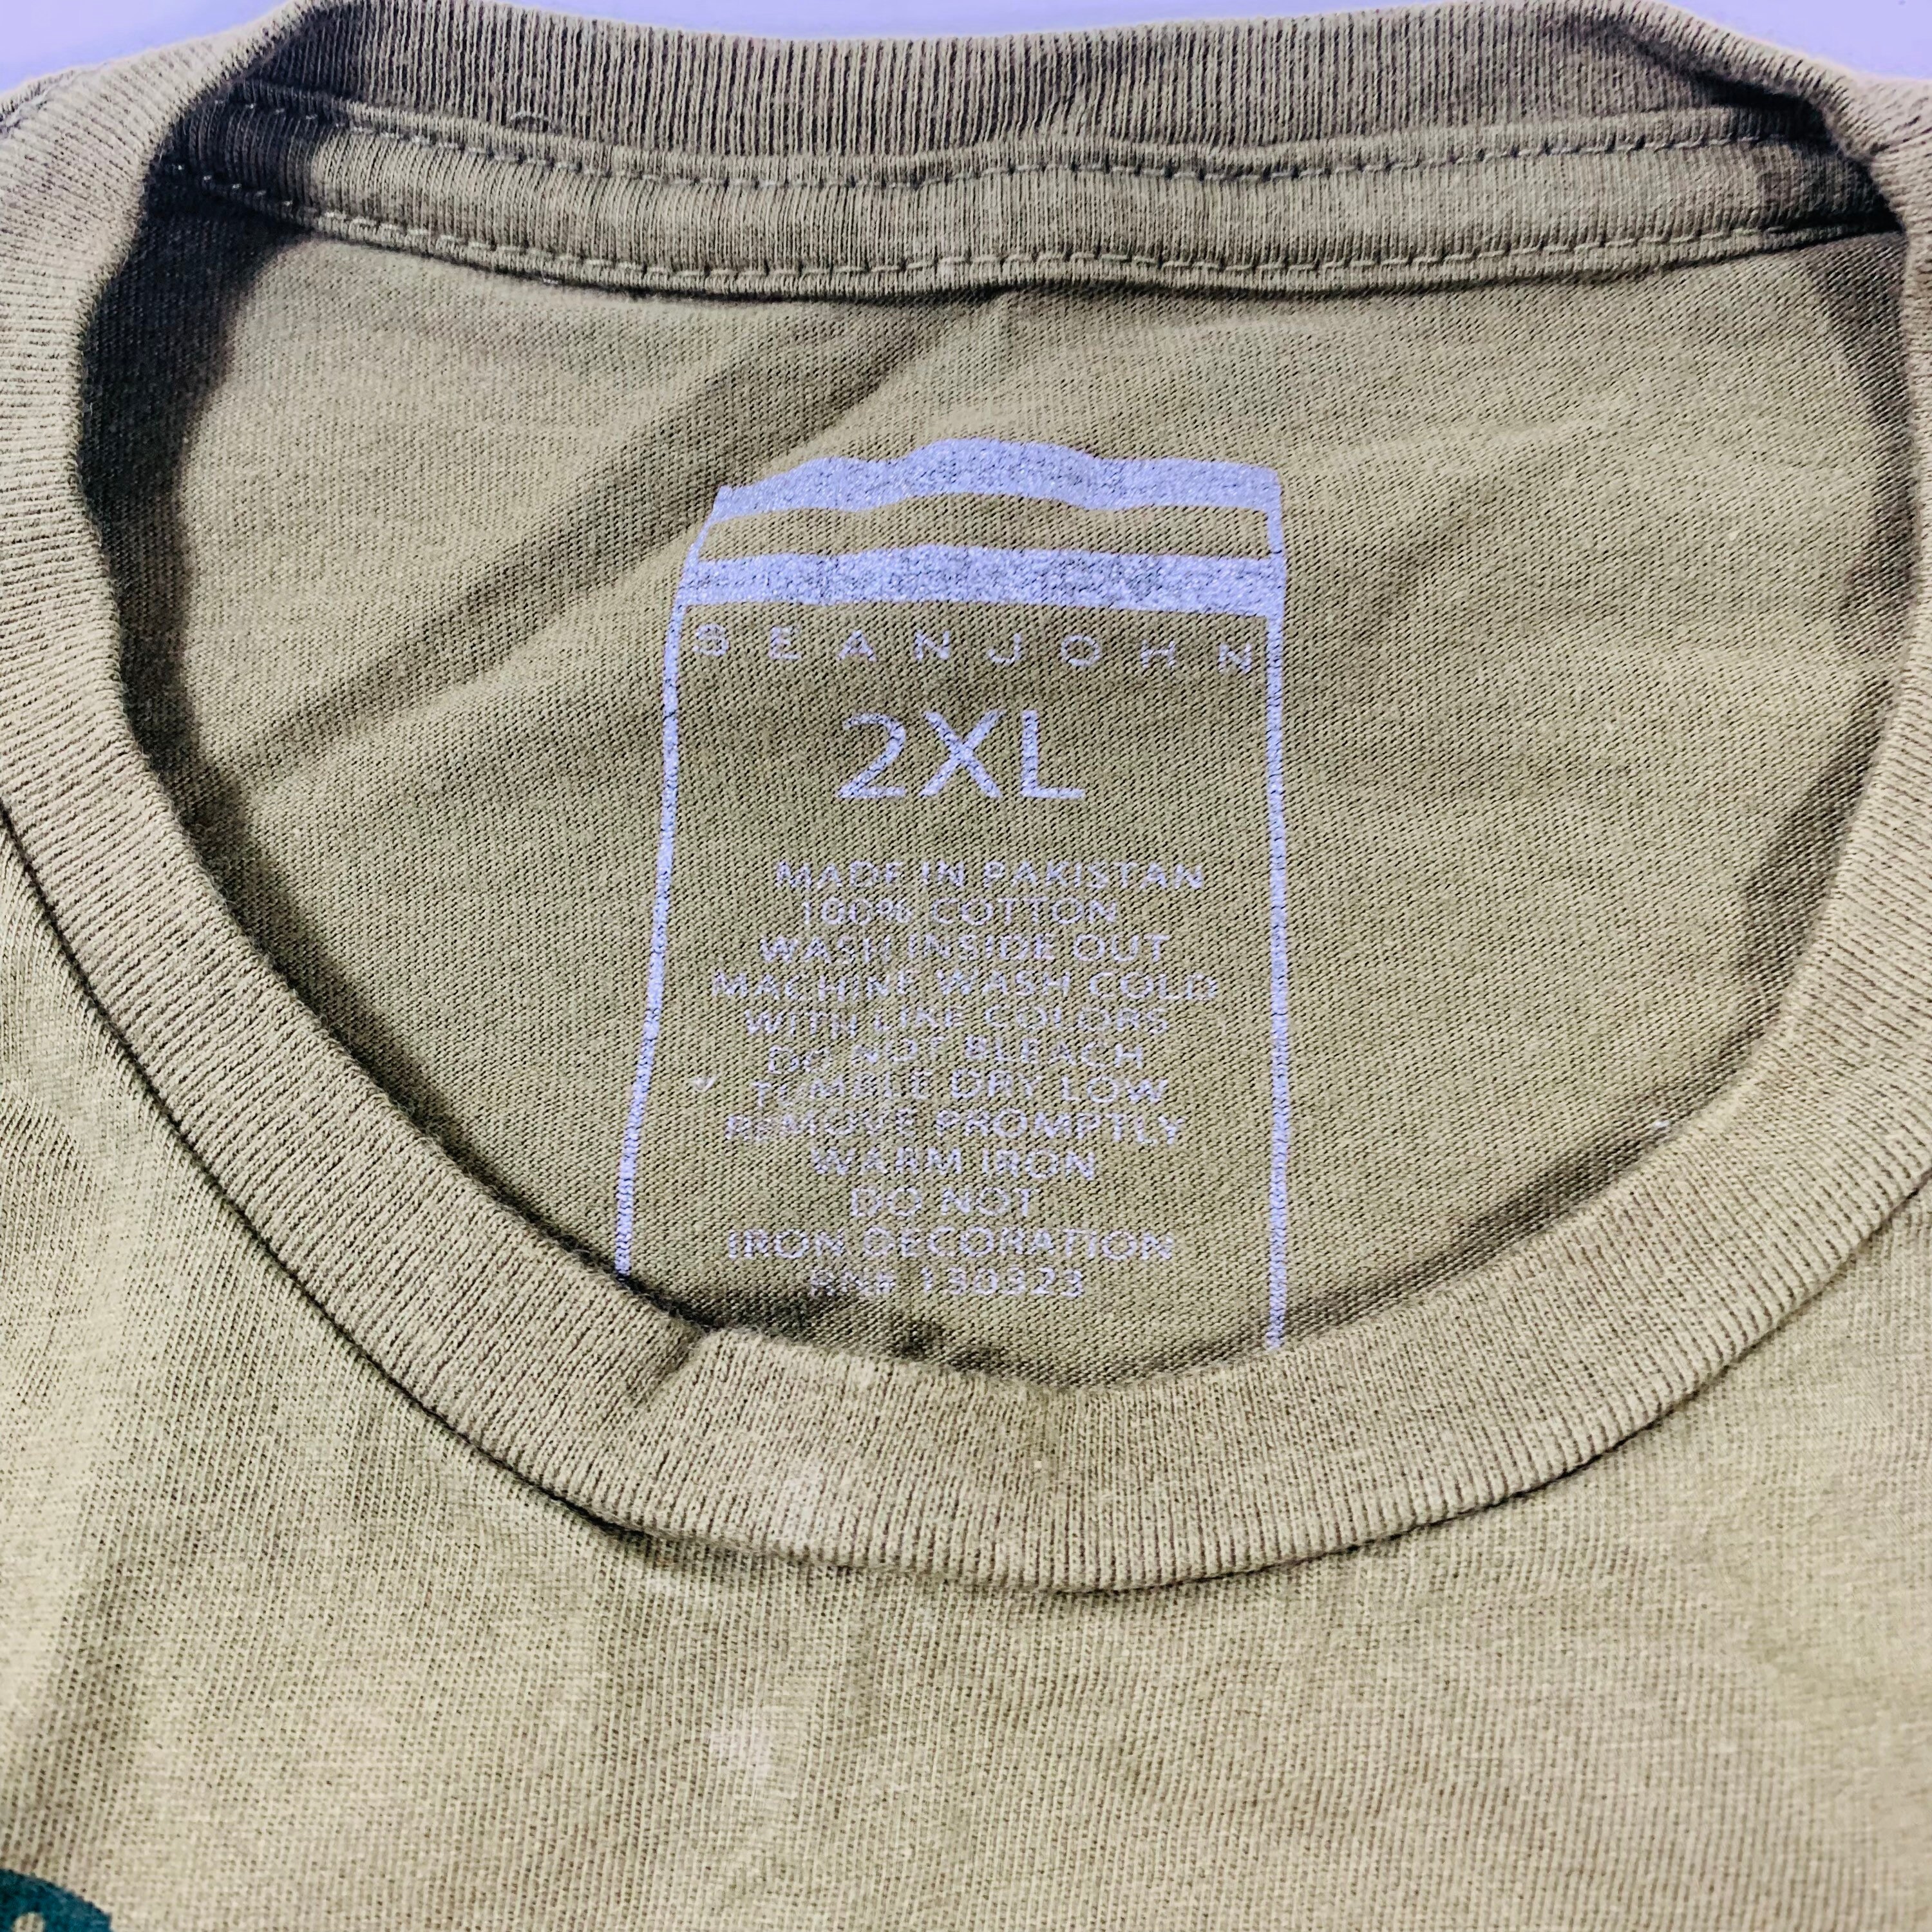 SEANJOHN
2XL
MADE IN PAKISTAN
100% COTTON
WASH INSIDE OUT
MACHINE WASH COLD
WITH LIKE COLORS
DO NOT BLEACH
TUMBLE DRY LOW
REMOVE PROMPTLY
WARM IRON
DO NOT
IRON DECORATION
RN# 130323